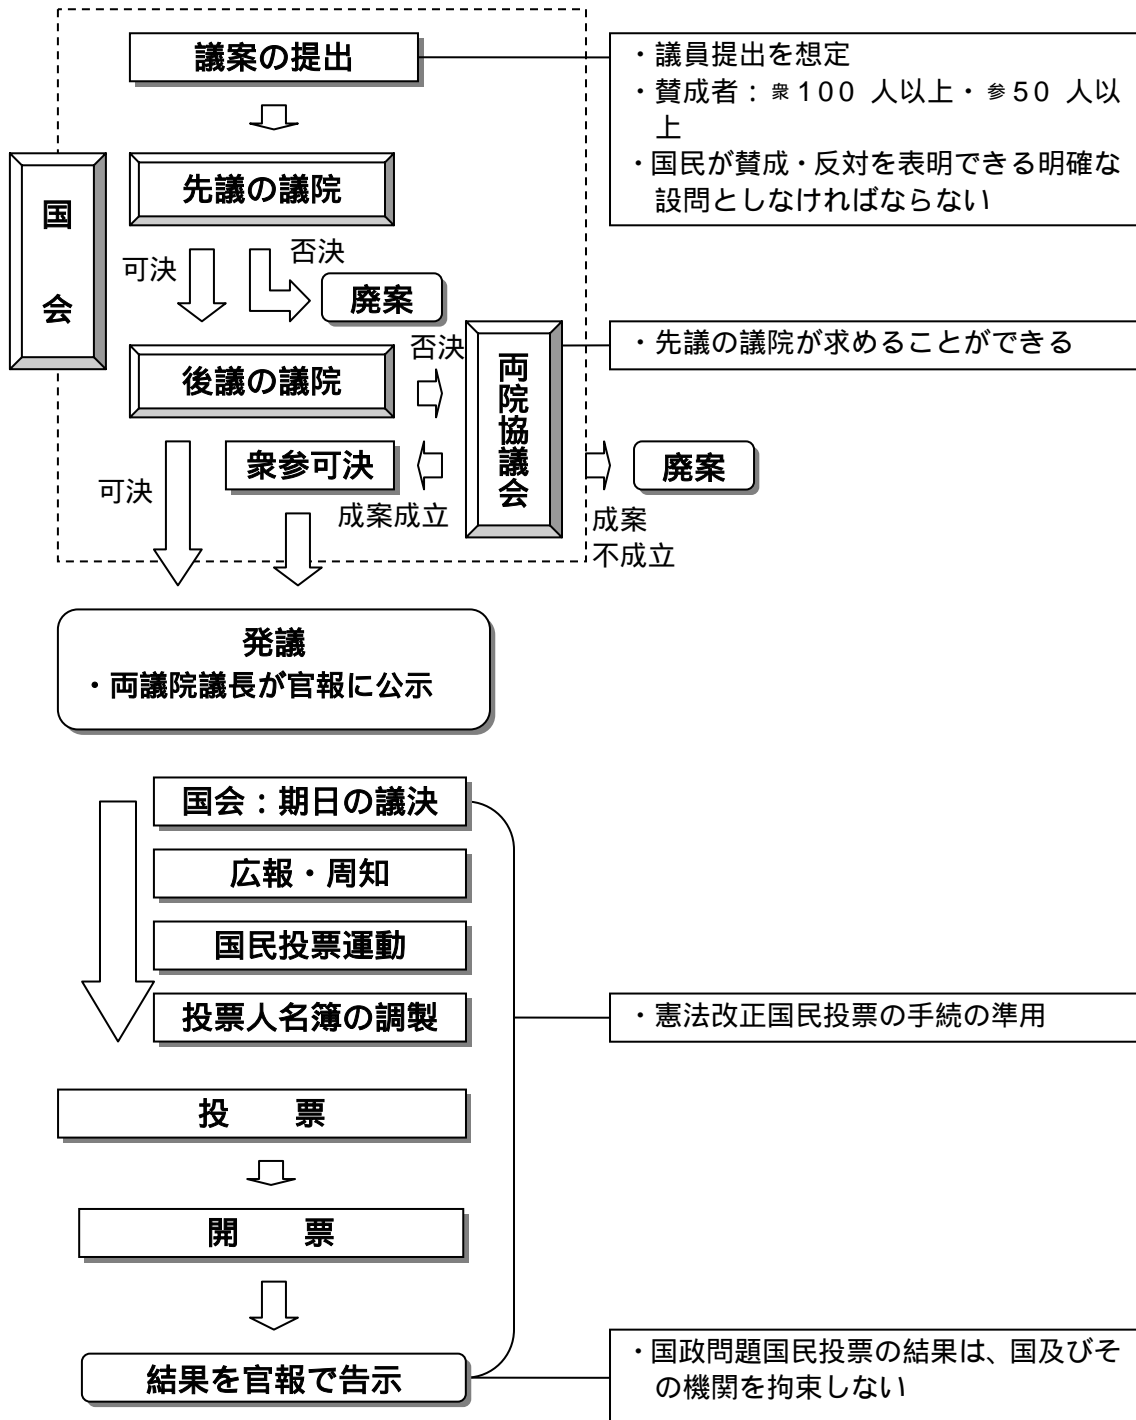 議案の提出
・議員提出を想定
・賛成者：衆100 人以上・参50 人以
上
・国民が賛成・反対を表明できる明確な
設問としなければならない
国会
先議の議院
可決
否決
廃案
後議の議院
否決
両院協議会
・先議の議院が求めることができる
衆参可決
廃案
可決
成案成立
成案
不成立
発議
・両議院議長が官報に公示
国会：期日の議決
広報・周知
国民投票運動
投票人名簿の調製
・憲法改正国民投票の手続の準用
投　　票
開　　票
結果を官報で告示
・国政問題国民投票の結果は、国及びそ
の機関を拘束しない